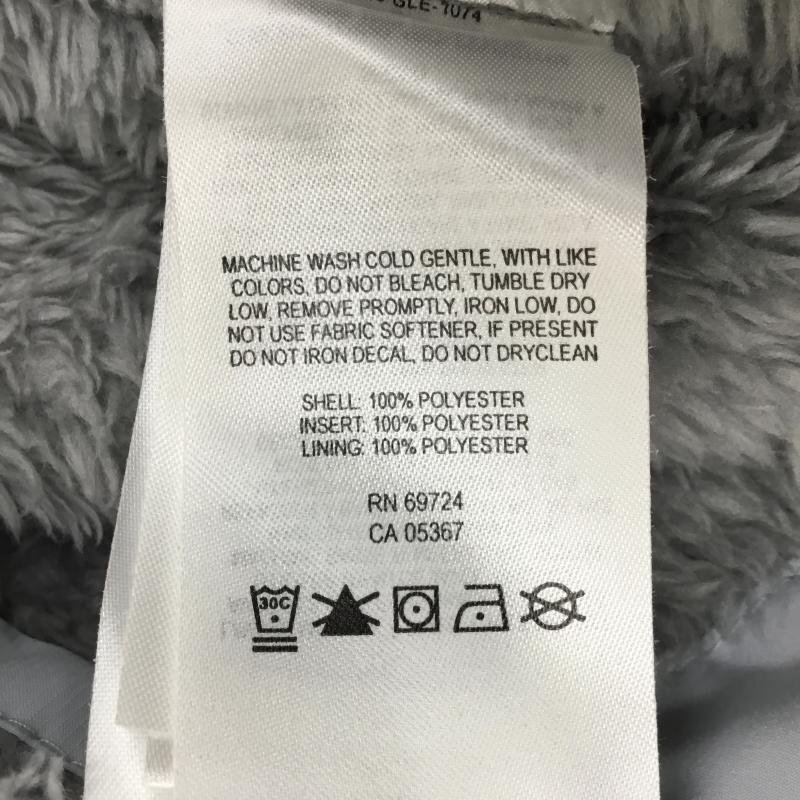 GLE-1074
MACHINE WASH COLD GENTLE, WITH LIKE
COLORS, DO NOT BLEACH, TUMBLE DRY
LOW, REMOVE PROMPTLY, IRON LOW, DO
NOT USE FABRIC SOFTENER, IF PRESENT
DO NOT IRON DECAL, DO NOT DRYCLEAN
SHELL: 100% POLYESTER
INSERT: 100% POLYESTER
LINING: 100% POLYESTER
RN 69724
CA 05367
30C